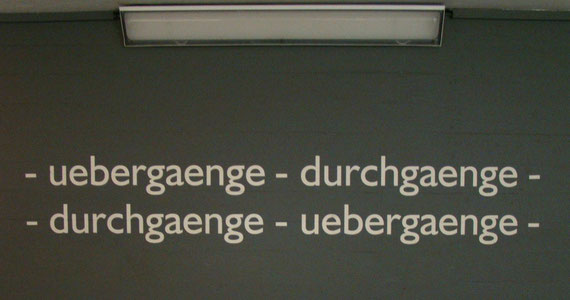 - uebergaenge - durchgaenge -
- durchgaenge - uebergaenge -